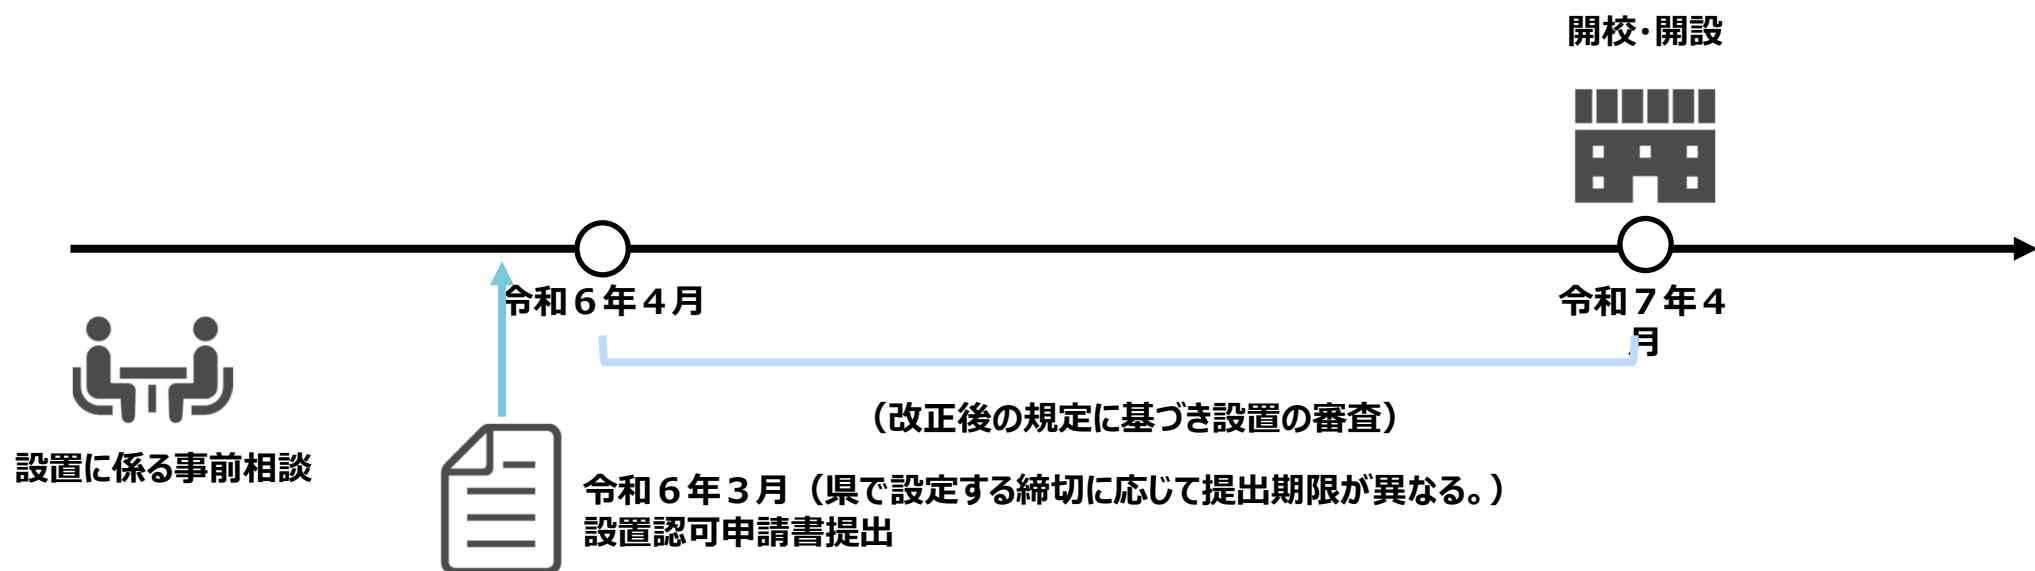 開校・開設
令和６年４月
令和７年４
月
設置に係る事前相談
（改正後の規定に基づき設置の審査）
令和６年３月（県で設定する締切に応じて提出期限が異なる。）
設置認可申請書提出